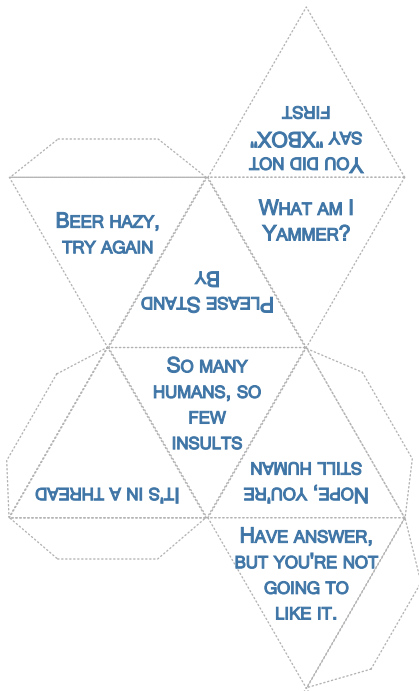 You did not
say "XBOX"
first
Beer hazy,
try again
What am I
Yammer?
Please Stand
By
So many
humans, so
few
insults
It's in a thread
Nope, you're
still human
Have answer,
but you're not
going to
like it.